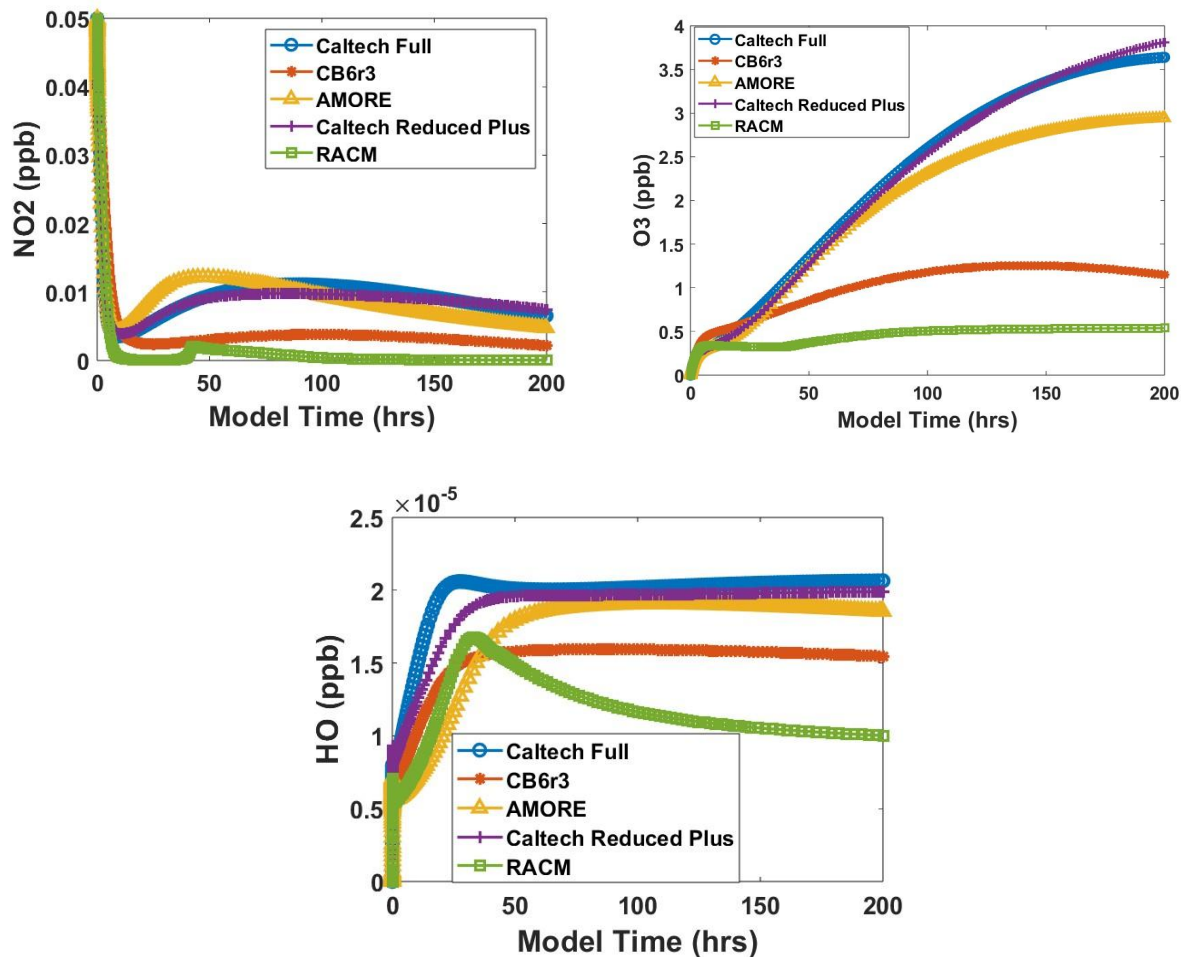 0.05
0.04
0.03
0.02
0.01
0
NO2 (ppb)
Caltech Full
CB6r3
AMORE
Caltech Reduced Plus
RACM
0 50 100 150 200
Model Time (hrs)
4
3.5
3
2.5
2
1.5
1
0.5
0
O3 (ppb)
Caltech Full
CB6r3
AMORE
Caltech Reduced Plus
RACM
0 50 100 150 200
Model Time (hrs)
×10⁻⁵
2.5
2
1.5
1
0.5
0
HO (ppb)
Caltech Full
CB6r3
AMORE
Caltech Reduced Plus
RACM
0 50 100 150 200
Model Time (hrs)